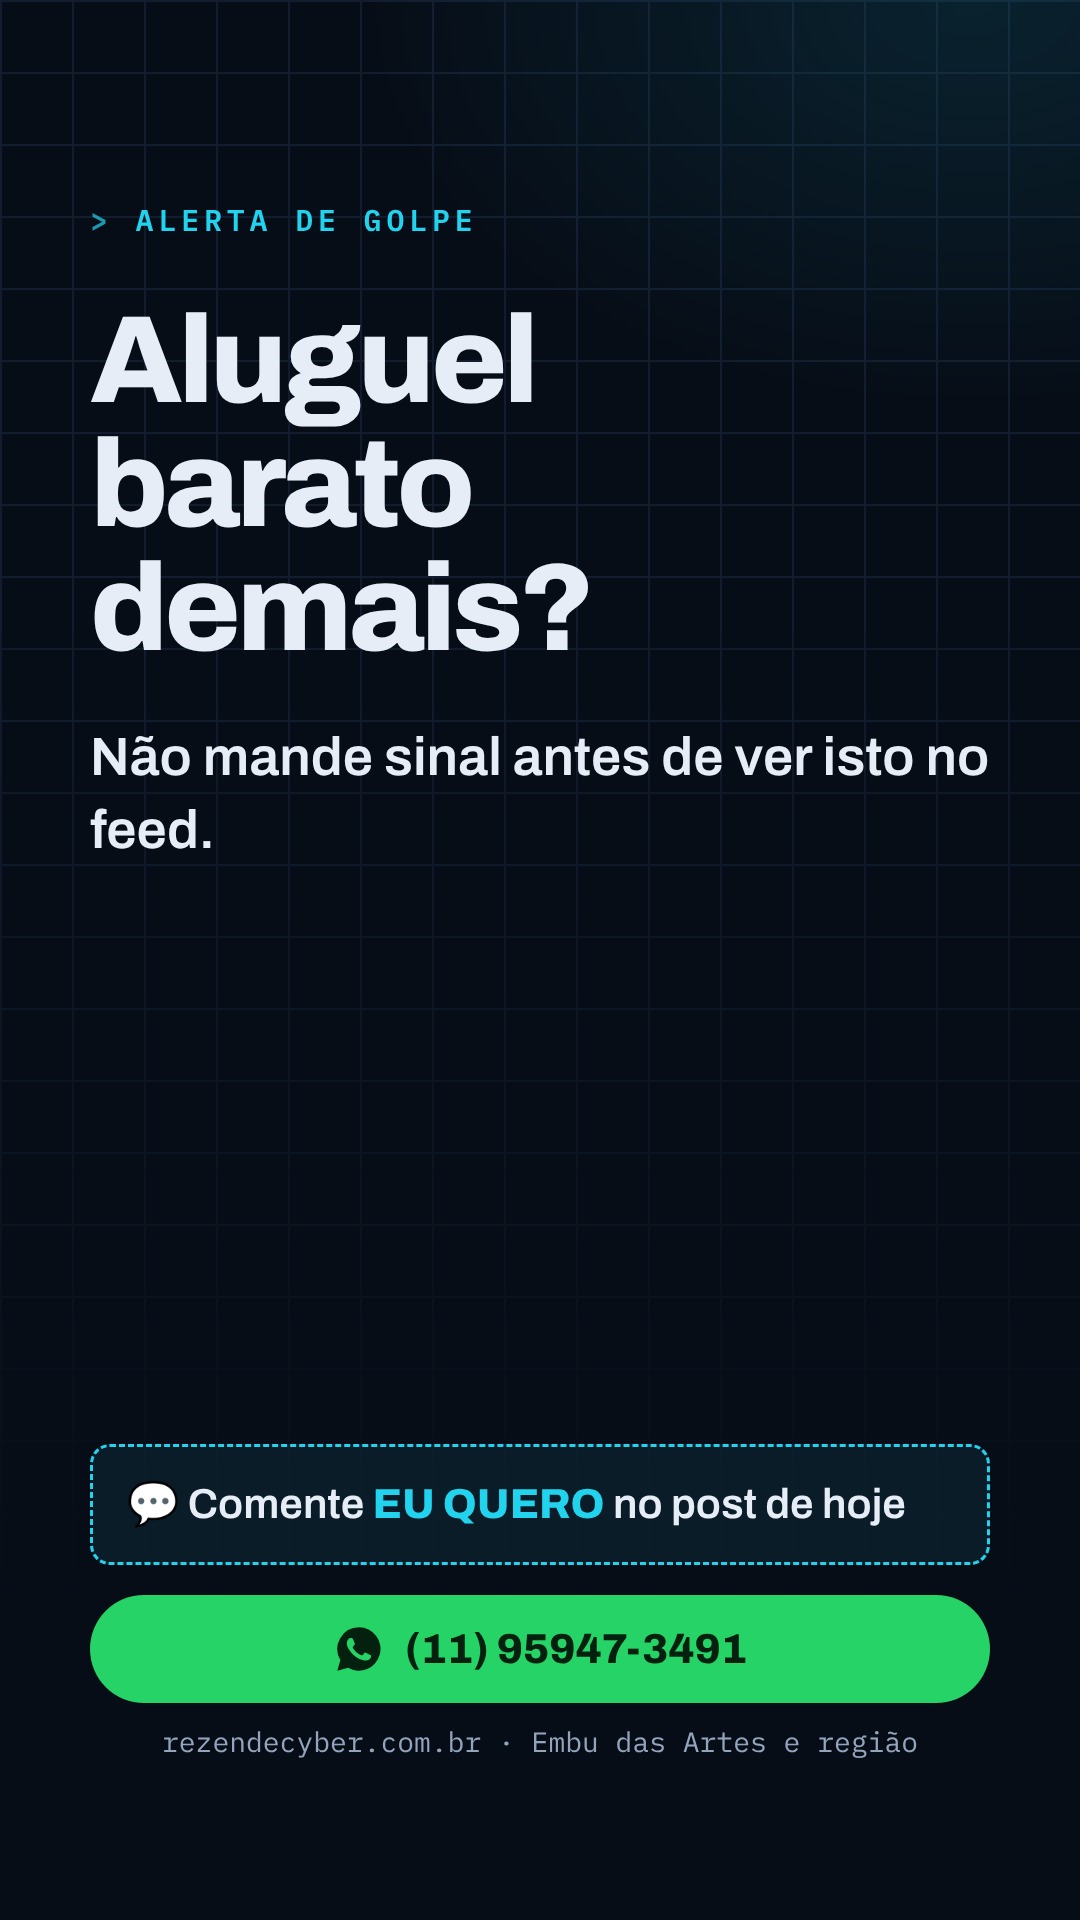 > ALERTA DE GOLPE
Aluguel
barato
demais?
Não mande sinal antes de ver isto no
feed.
💬 Comente EU QUERO no post de hoje
(11) 95947-3491
rezendecyber.com.br · Embu das Artes e região